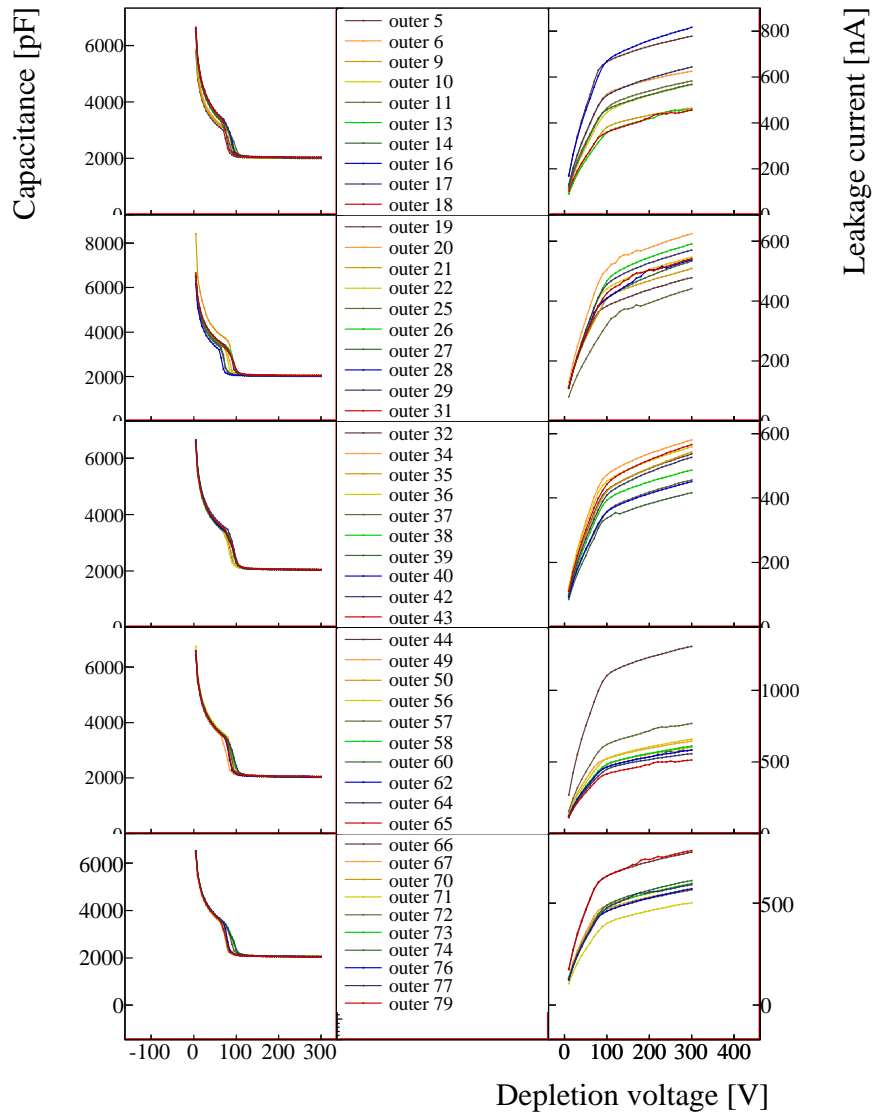 Capacitance [pF]
Leakage current [nA]
6000
4000
2000
0
outer 5
outer 6
outer 9
outer 10
outer 11
outer 13
outer 14
outer 16
outer 17
outer 18
800
600
400
200
0
8000
6000
4000
2000
0
outer 19
outer 20
outer 21
outer 22
outer 25
outer 26
outer 27
outer 28
outer 29
outer 31
600
400
200
0
6000
4000
2000
0
outer 32
outer 34
outer 35
outer 36
outer 37
outer 38
outer 39
outer 40
outer 42
outer 43
600
400
200
0
6000
4000
2000
0
outer 44
outer 49
outer 50
outer 56
outer 57
outer 58
outer 60
outer 62
outer 64
outer 65
1000
500
0
6000
4000
2000
0
outer 66
outer 67
outer 70
outer 71
outer 72
outer 73
outer 74
outer 76
outer 77
outer 79
500
0
-100 0 100 200 300
0 100 200 300 400
Depletion voltage [V]